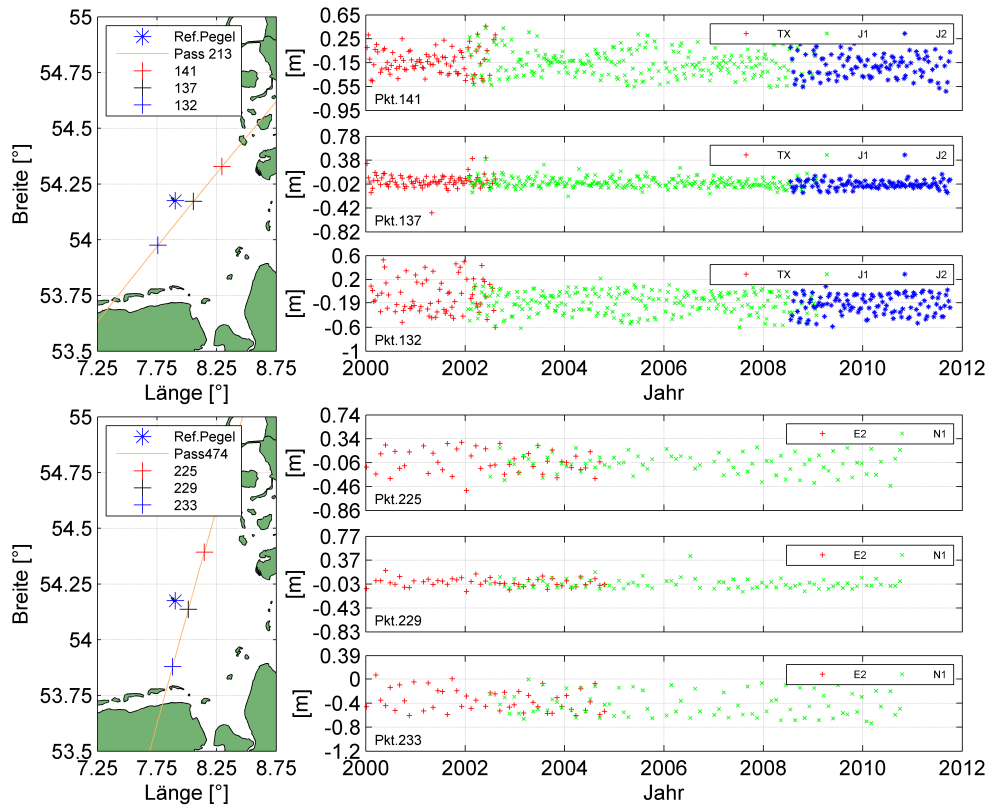 55
54.75
54.5
54.25
54
53.75
53.5
Breite [°]
7.25 7.75 8.25 8.75
Länge [°]
Ref.Pegel
Pass 213
141
137
132
0.65
0.25
-0.15
-0.55
-0.95
[m]
Pkt.141
TX J1 J2
0.78
0.38
-0.02
-0.42
-0.82
[m]
Pkt.137
TX J1 J2
0.6
0.2
-0.19
-0.6
-1
[m]
Pkt.132
TX J1 J2
2000 2002 2004 2006 2008 2010 2012
Jahr
55
54.75
54.5
54.25
54
53.75
53.5
Breite [°]
7.25 7.75 8.25 8.75
Länge [°]
Ref.Pegel
Pass474
225
229
233
0.74
0.34
-0.06
-0.46
-0.86
[m]
Pkt.225
E2 N1
0.77
0.37
-0.03
-0.43
-0.83
[m]
Pkt.229
E2 N1
0.39
0
-0.4
-0.8
-1.2
[m]
Pkt.233
E2 N1
2000 2002 2004 2006 2008 2010 2012
Jahr